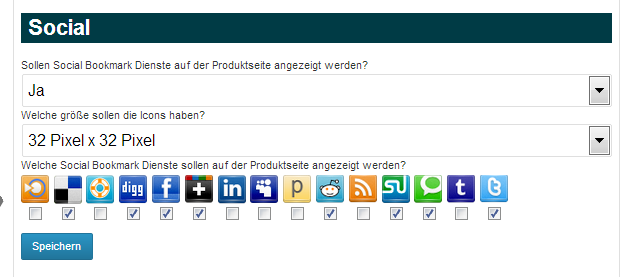 Social
Sollen Social Bookmark Dienste auf der Produktseite angezeigt werden?
Ja
Welche größe sollen die Icons haben?
32 Pixel x 32 Pixel
Welche Social Bookmark Dienste sollen auf der Produktseite angezeigt werden?
digg f + in p t t
Speichern